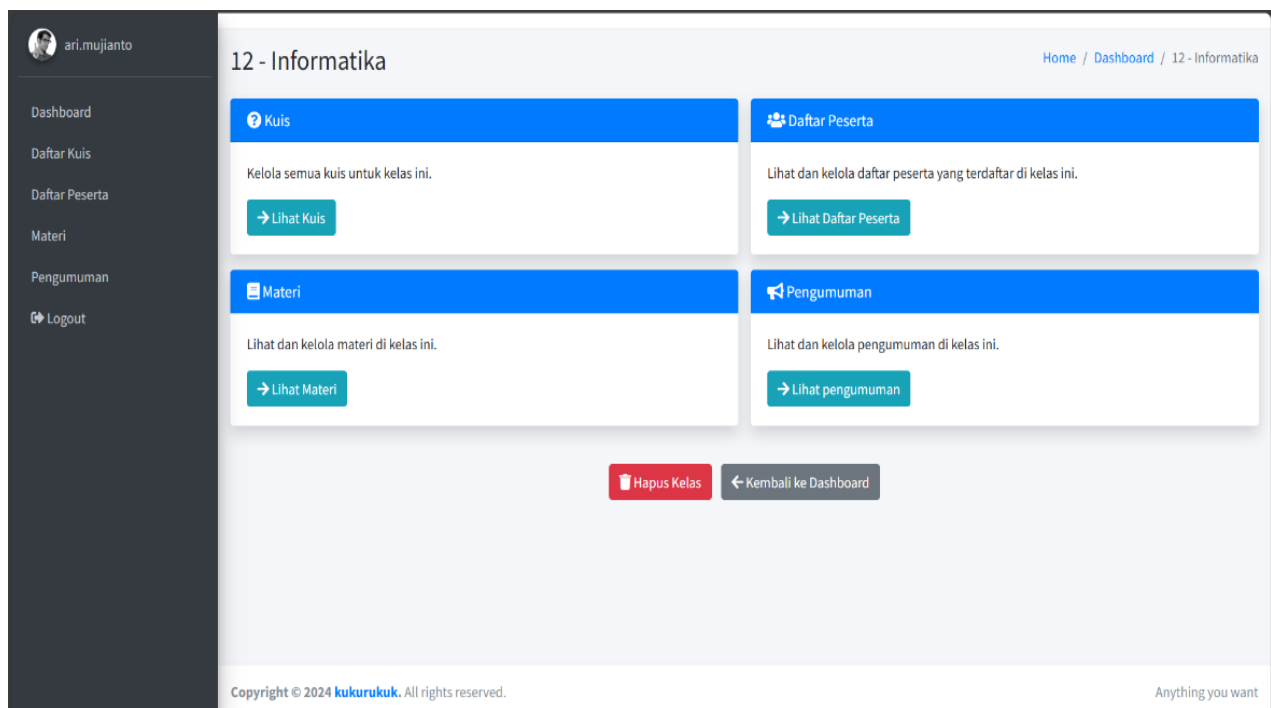 ari.mujianto
Dashboard
Daftar Kuis
Daftar Peserta
Materi
Pengumuman
Logout
12 - Informatika
Home / Dashboard / 12 - Informatika
Kuis
Kelola semua kuis untuk kelas ini.
Lihat Kuis
Daftar Peserta
Lihat dan kelola daftar peserta yang terdaftar di kelas ini.
Lihat Daftar Peserta
Materi
Lihat dan kelola materi di kelas ini.
Lihat Materi
Pengumuman
Lihat dan kelola pengumuman di kelas ini.
Lihat pengumuman
Hapus Kelas
Kembali ke Dashboard
Copyright © 2024 kukurukuk. All rights reserved.
Anything you want